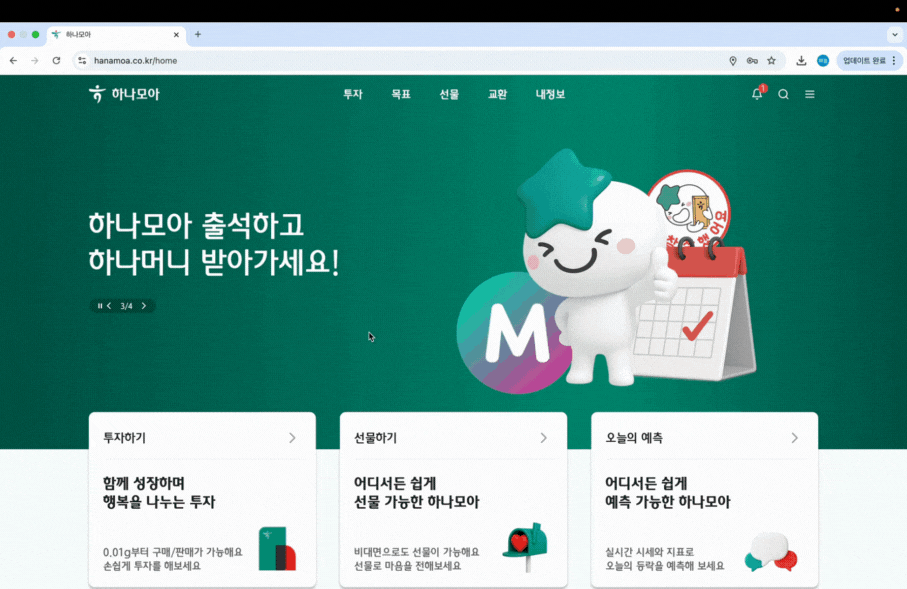 하나모아
hanamoa.co.kr/home
업데이트 완료
하나모아
투자
목표
선물
교환
내정보
1
하나모아 출석하고
하나머니 받아가세요!
3/4
M
투자하기
함께 성장하며
행복을 나누는 투자
0.01g부터 구매/판매가 가능해요
손쉽게 투자를 해보세요
선물하기
어디서든 쉽게
선물 가능한 하나모아
비대면으로도 선물이 가능해요
선물로 마음을 전해보세요
오늘의 예측
어디서든 쉽게
예측 가능한 하나모아
실시간 시세와 지표로
오늘의 등락을 예측해 보세요